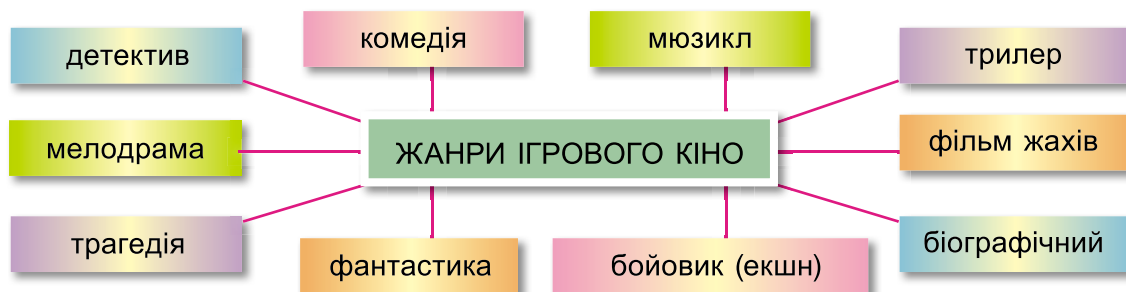 детектив
комедія
мюзикл
трилер
мелодрама
ЖАНРИ ІГРОВОГО КІНО
фільм жахів
трагедія
фантастика
бойовик (екшн)
біографічний